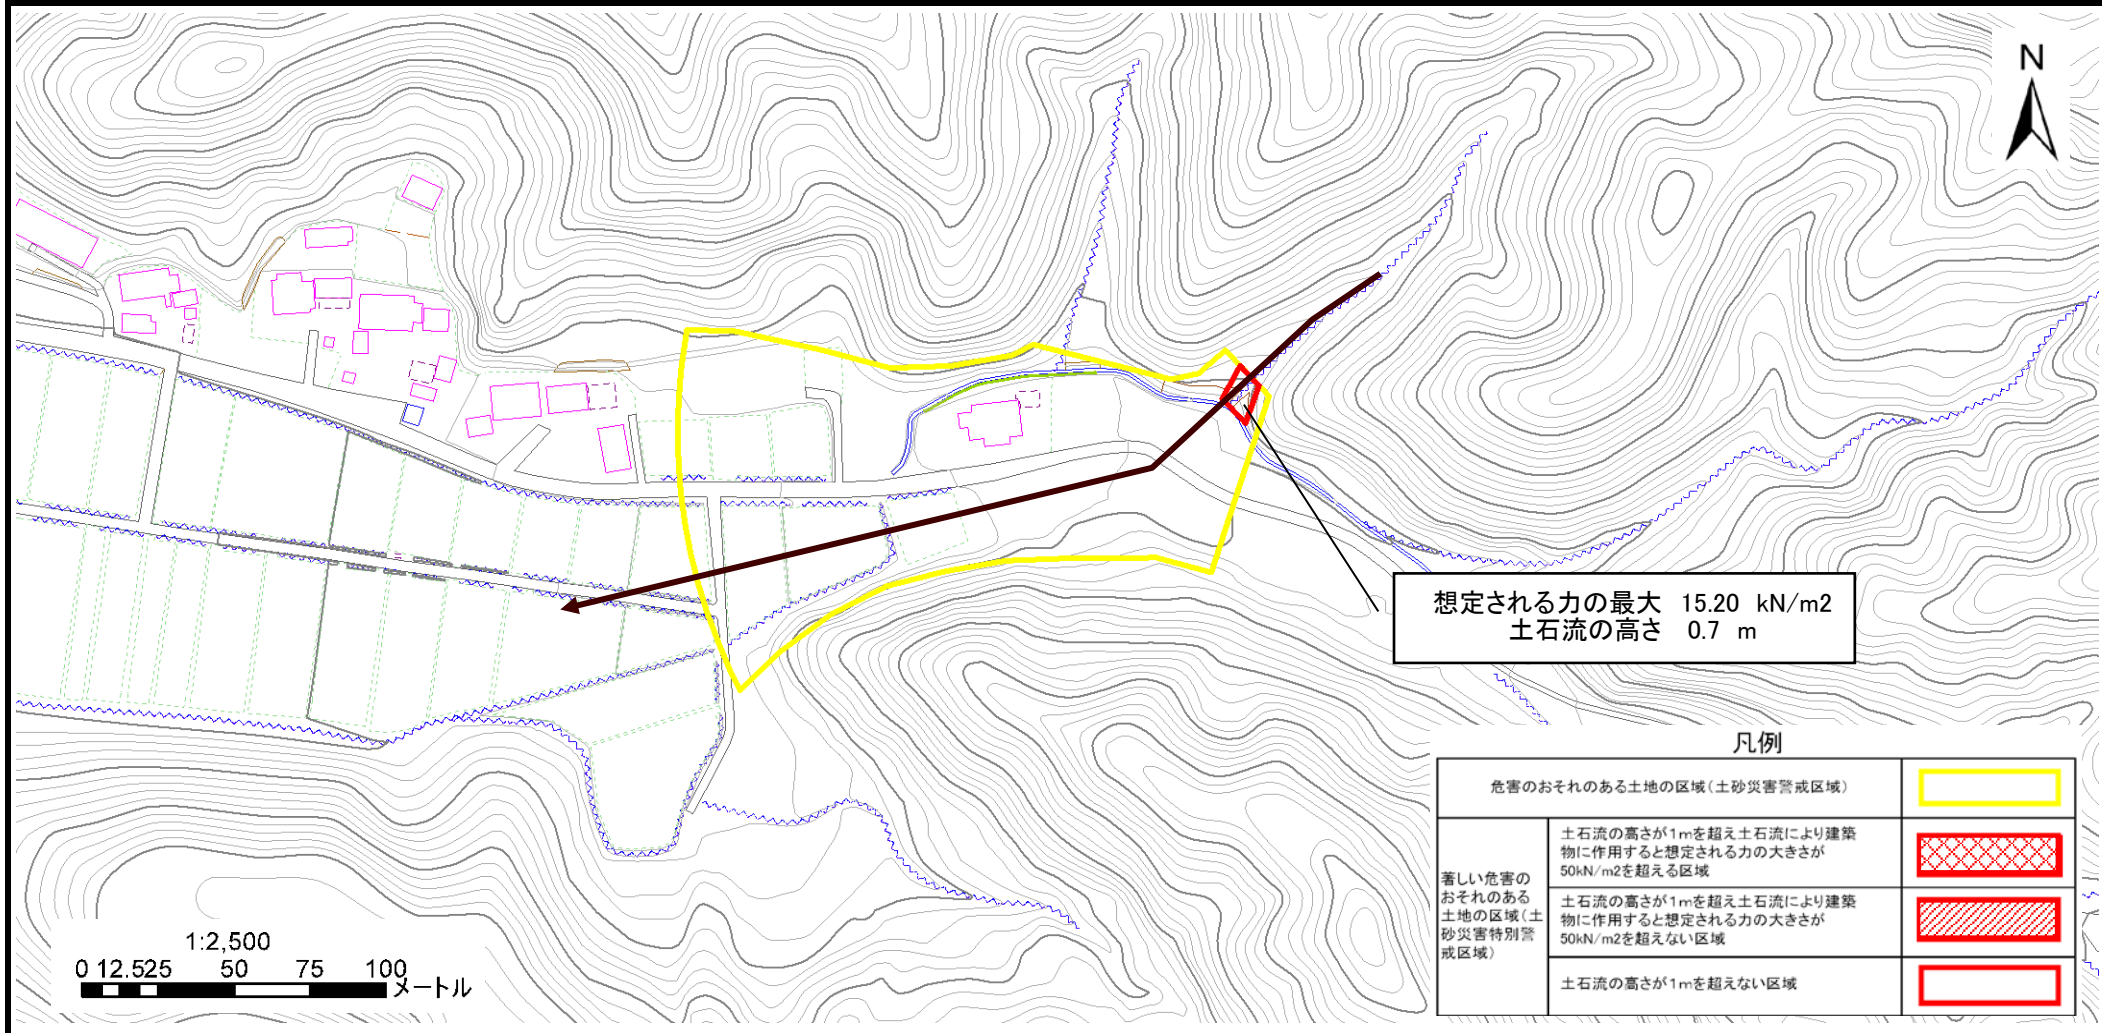 N
想定される力の最大 15.20 kN/m2
土石流の高さ 0.7 m
凡例
危害のおそれのある土地の区域(土砂災害警戒区域)
著しい危害の
おそれのある
土地の区域(土
砂災害特別警
戒区域)
土石流の高さが1mを超え土石流により建築
物に作用すると想定される力の大きさが
50kN/m2を超える区域
土石流の高さが1mを超え土石流により建築
物に作用すると想定される力の大きさが
50kN/m2を超えない区域
土石流の高さが1mを超えない区域
1:2,500
0 12.525 50 75 100
メートル